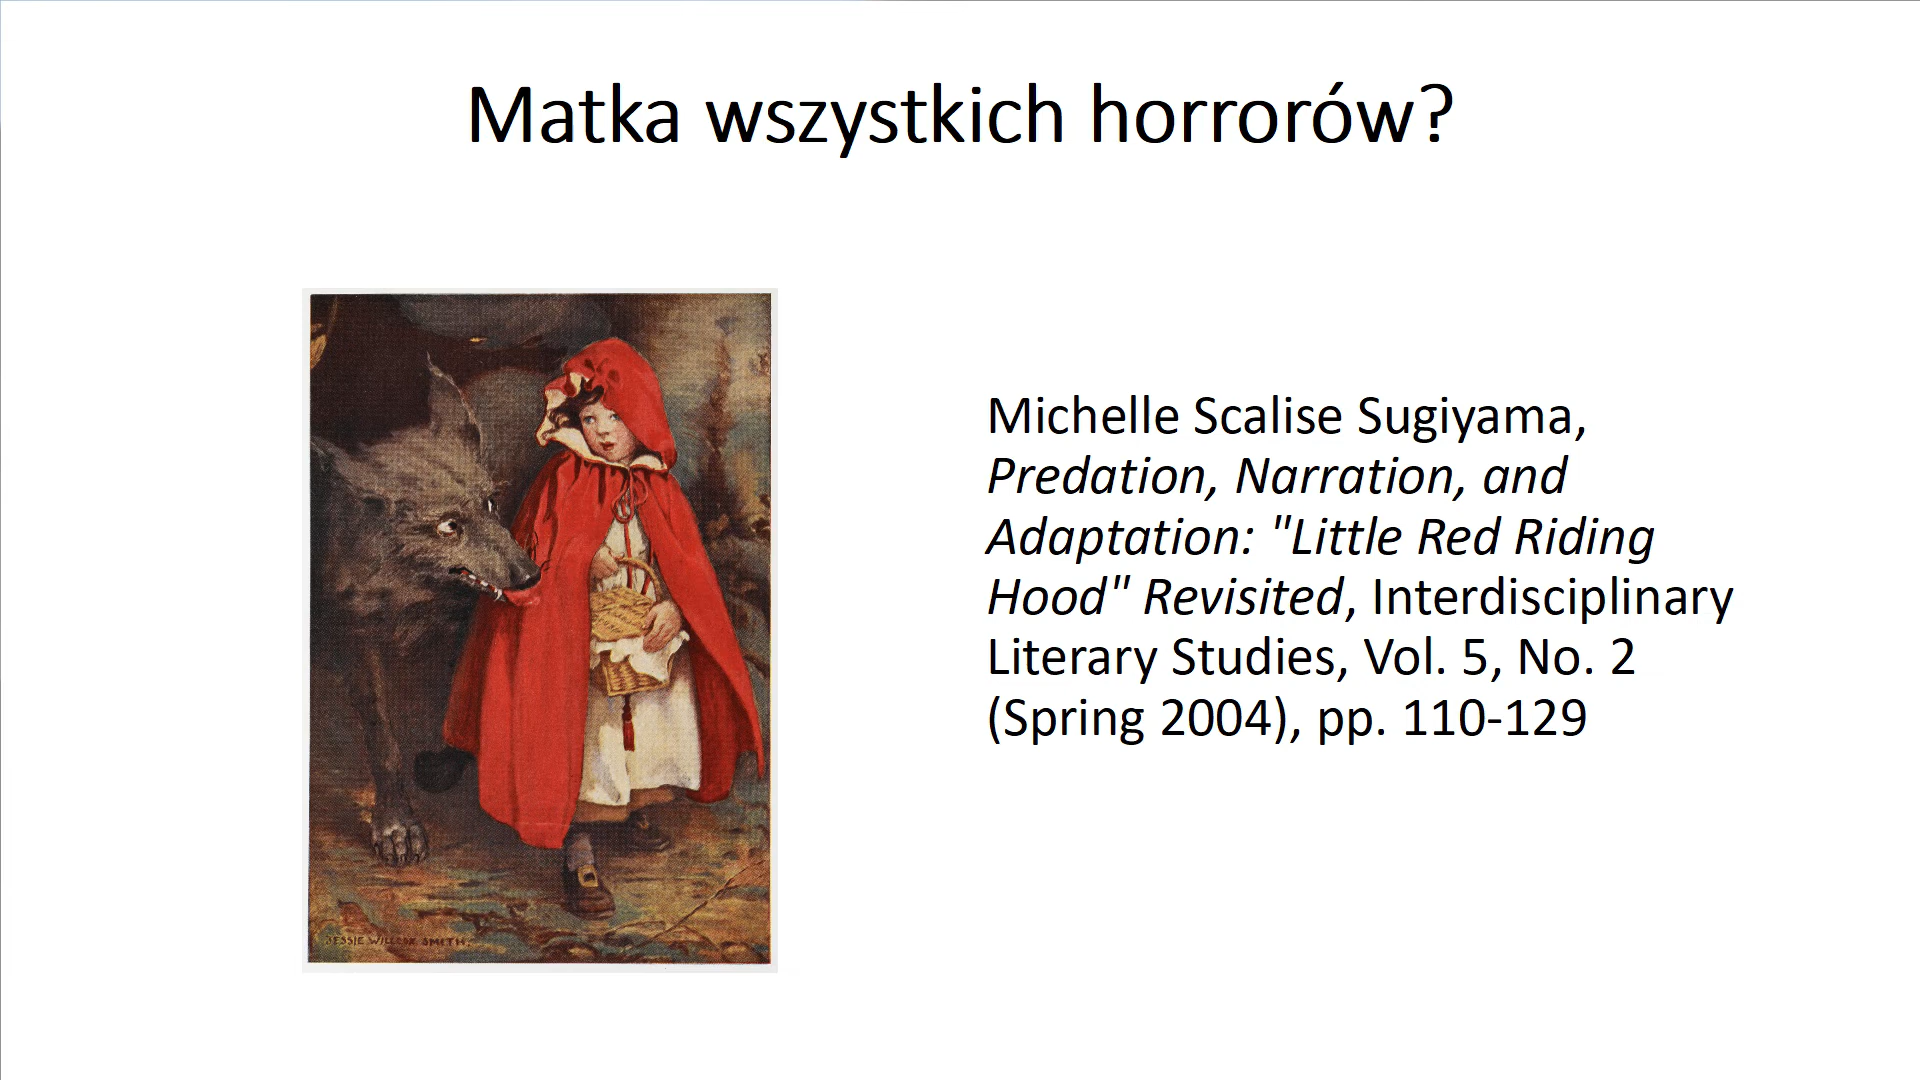 Matka wszystkich horrorów?
Michelle Scalise Sugiyama,
Predation, Narration, and
Adaptation: "Little Red Riding
Hood" Revisited, Interdisciplinary
Literary Studies, Vol. 5, No. 2
(Spring 2004), pp. 110-129
JESSIE WILLCOX SMITH